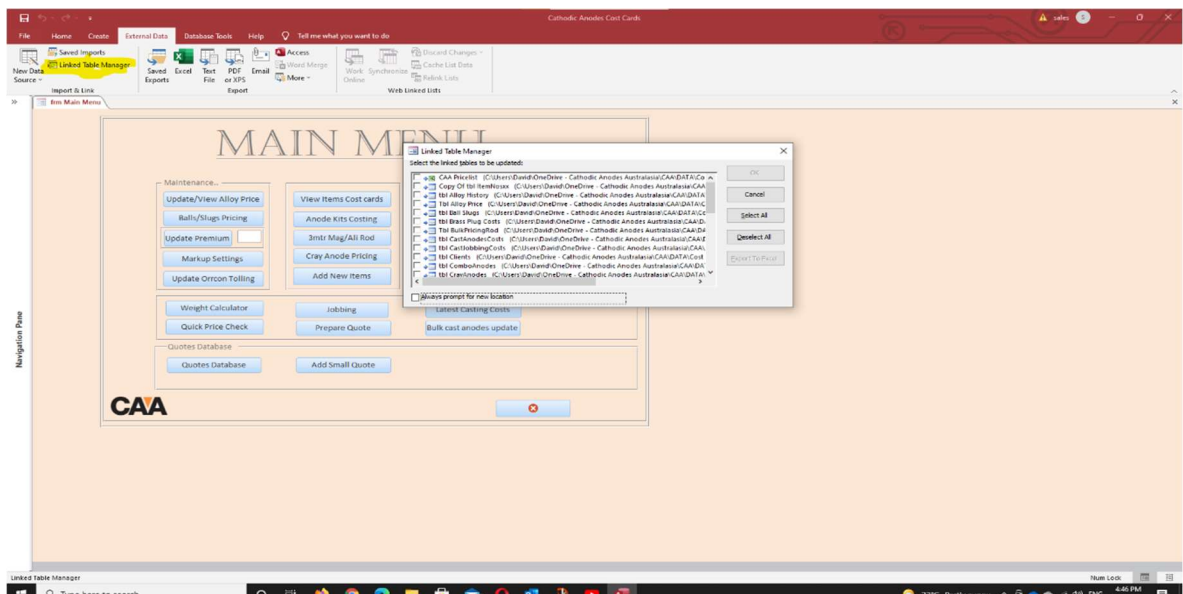 Cathodic Anodes Cost Cards
sales S
File Home Create External Data Database Tools Help Tell me what you want to do
New Data Source
Saved Imports
Linked Table Manager
Import & Link
Saved Exports
Excel
Text File
PDF or XPS
Email
Access
Word Merge
More
Export
Work Online
Synchronize
Discard Changes
Cache List Data
Relink Lists
Web Linked Lists
frm Main Menu
MAIN MENU
Maintenance..
Update/View Alloy Price
Balls/Slugs Pricing
Update Premium
Markup Settings
Update Orrcon Tolling
View Items Cost cards
Anode Kits Costing
3mtr Mag/Ali Rod
Cray Anode Pricing
Add New Items
Weight Calculator
Quick Price Check
Jobbing
Prepare Quote
Latest Casting Costs
Bulk cast anodes update
Quotes Database
Quotes Database
Add Small Quote
CAA
Linked Table Manager
Select the linked tables to be updated:
CAA Pricelist (C:\Users\David\OneDrive - Cathodic Anodes Australasia\CAA\DATA\Co
Copy Of tbl ItemNosxx (C:\Users\David\OneDrive - Cathodic Anodes Australasia\CAA
tbl Alloy History (C:\Users\David\OneDrive - Cathodic Anodes Australasia\CAA\DATA
Tbl Alloy Price (C:\Users\David\OneDrive - Cathodic Anodes Australasia\CAA\DATA\C
tbl Ball Slugs (C:\Users\David\OneDrive - Cathodic Anodes Australasia\CAA\DATA\Co
tbl Brass Plug Costs (C:\Users\David\OneDrive - Cathodic Anodes Australasia\CAA\D
Tbl BulkPricingRod (C:\Users\David\OneDrive - Cathodic Anodes Australasia\CAA\DAT
tbl CastAnodesCosts (C:\Users\David\OneDrive - Cathodic Anodes Australasia\CAA\D
tbl CastJobbingCosts (C:\Users\David\OneDrive - Cathodic Anodes Australasia\CAA\
tbl Clients (C:\Users\David\OneDrive - Cathodic Anodes Australasia\CAA\DATA\Cost
tbl ComboAnodes (C:\Users\David\OneDrive - Cathodic Anodes Australasia\CAA\DA
tbl CrayAnodes (C:\Users\David\OneDrive - Cathodic Anodes Australasia\CAA\DATA\
Always prompt for new location
OK
Cancel
Select All
Deselect All
Export To Excel
Navigation Pane
Linked Table Manager
Num Lock
Type here to search
ENG
4:46 PM